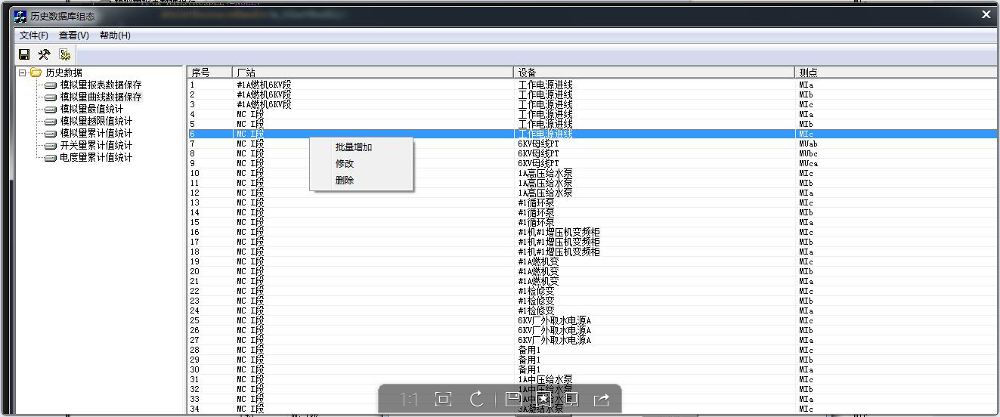 历史数据库组态
文件(F) 查看(V) 帮助(H)
历史数据
模拟量报表数据保存
模拟量曲线数据保存
模拟量最值统计
模拟量越限值统计
模拟量累计值统计
开关量累计值统计
电度量累计值统计
序号 厂站 设备 测点
1 #1A燃机6KV段 工作电源进线 MIa
2 #1A燃机6KV段 工作电源进线 MIb
3 #1A燃机6KV段 工作电源进线 MIc
4 MC I段 工作电源进线 MIa
5 MC I段 工作电源进线 MIb
6 MC I段 工作电源进线 MIc
7 MC I段 6KV母线PT MUab
8 MC I段 6KV母线PT MUbc
9 MC I段 6KV母线PT MUca
10 MC I段 1A高压给水泵 MIc
11 MC I段 1A高压给水泵 MIb
12 MC I段 1A高压给水泵 MIa
13 MC I段 #1循环泵 MIc
14 MC I段 #1循环泵 MIb
15 MC I段 #1循环泵 MIa
16 MC I段 #1机#1增压机变频柜 MIc
17 MC I段 #1机#1增压机变频柜 MIb
18 MC I段 #1机#1增压机变频柜 MIa
19 MC I段 #1A燃机变 MIc
20 MC I段 #1A燃机变 MIb
21 MC I段 #1A燃机变 MIa
22 MC I段 #1检修变 MIc
23 MC I段 #1检修变 MIb
24 MC I段 #1检修变 MIa
25 MC I段 6KV厂外取水电源A MIc
26 MC I段 6KV厂外取水电源A MIb
27 MC I段 6KV厂外取水电源A MIa
28 MC I段 备用1 MIc
29 MC I段 备用1 MIb
30 MC I段 备用1 MIa
31 MC I段 1A中压给水泵 MIc
32 MC I段 1A中压给水泵 MIb
33 MC I段 1A中压给水泵 MIa
34 MC I段 3A凝结水泵 MIc
批量增加
修改
删除
1:1